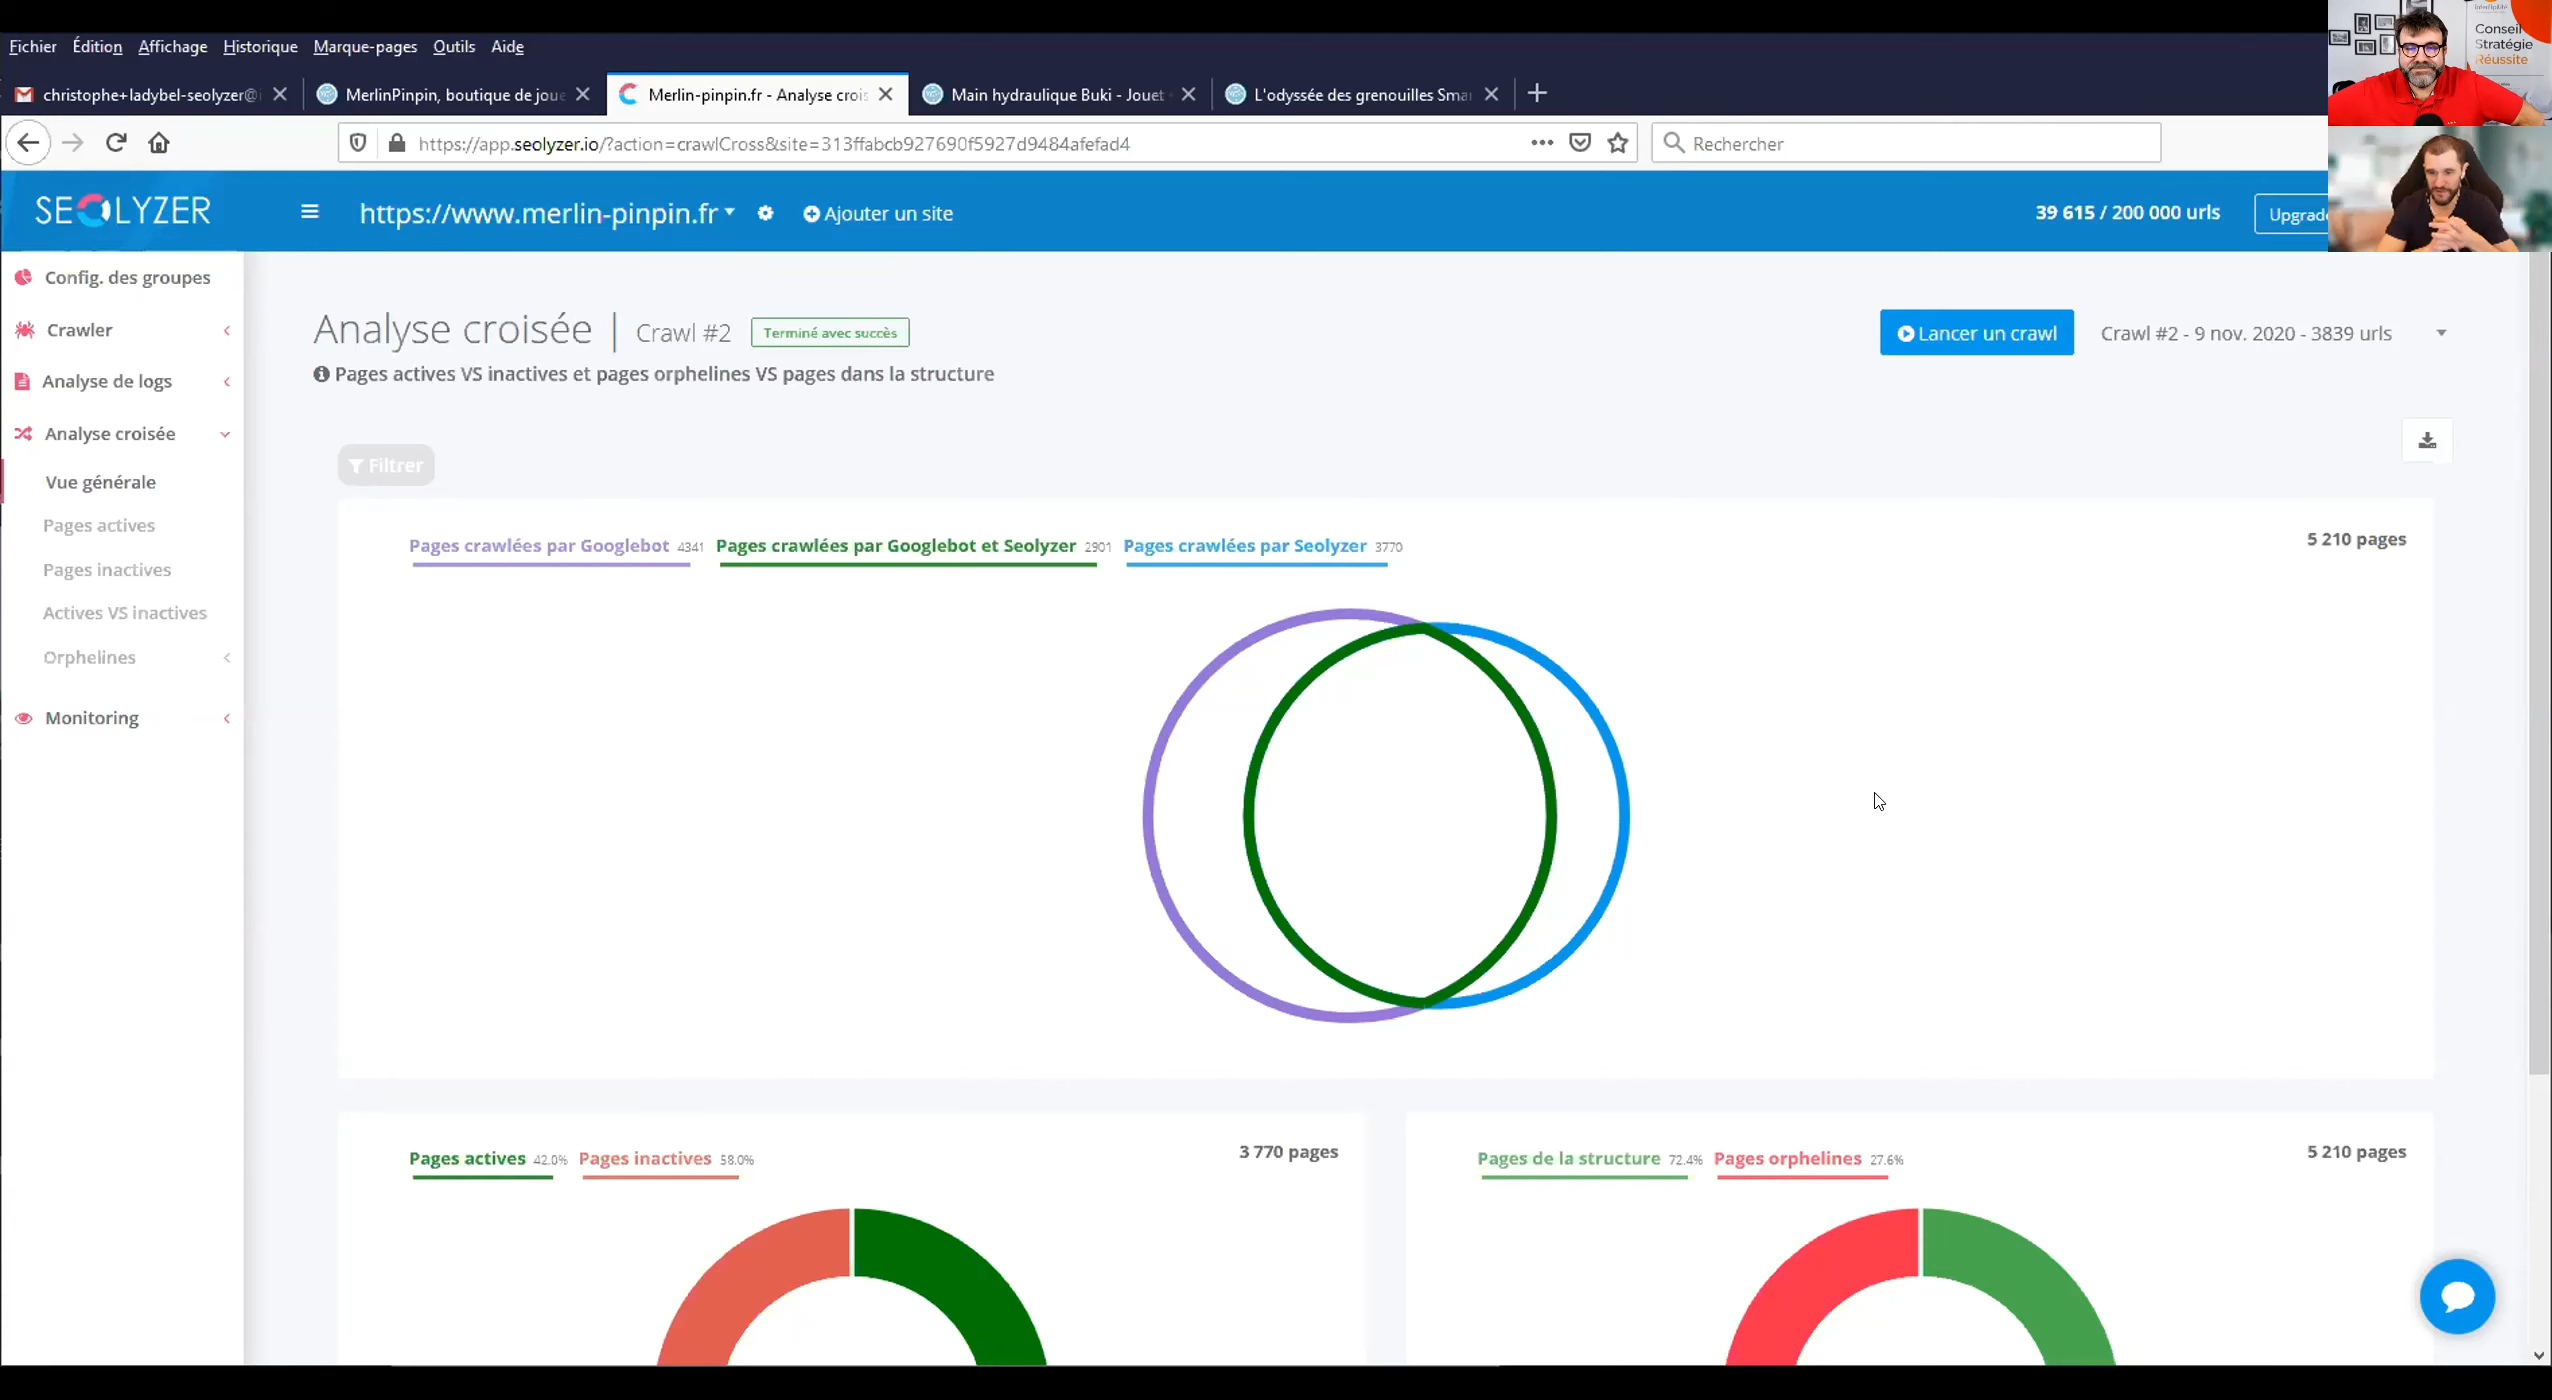 Fichier Édition Affichage Historique Marque-pages Outils Aide
christophe+ladybel-seolyzer@
MerlinPinpin, boutique de joue
Merlin-pinpin.fr - Analyse crois
Main hydraulique Buki - Jouet
L'odyssée des grenouilles Sma
https://app.seolyzer.io/?action=crawlCross&site=313ffabcb927690f5927d9484afefad4
Rechercher
Conseil
Stratégie
Réussite
SEOLYZER
https://www.merlin-pinpin.fr
Ajouter un site
39 615 / 200 000 urls
Upgrad
Config. des groupes
Crawler
Analyse de logs
Analyse croisée
Vue générale
Pages actives
Pages inactives
Actives VS inactives
Orphelines
Monitoring
Analyse croisée | Crawl #2 Terminé avec succès
Pages actives VS inactives et pages orphelines VS pages dans la structure
Lancer un crawl
Crawl #2 - 9 nov. 2020 - 3839 urls
Filtrer
Pages crawlées par Googlebot 4341 Pages crawlées par Googlebot et Seolyzer 2901 Pages crawlées par Seolyzer 3770
5 210 pages
Pages actives 42.0% Pages inactives 58.0%
3 770 pages
Pages de la structure 72.4% Pages orphelines 27.6%
5 210 pages